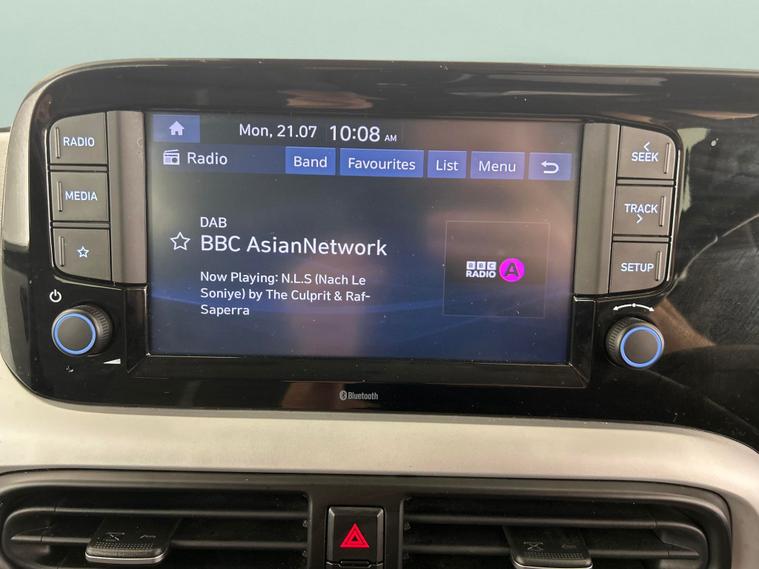 Mon, 21.07 10:08 AM
RADIO
MEDIA
Radio Band Favourites List Menu
DAB
BBC AsianNetwork
Now Playing: N.L.S (Nach Le
Soniye) by The Culprit & Raf-
Saperra
BBC
RADIO A
SEEK
TRACK
SETUP
Bluetooth